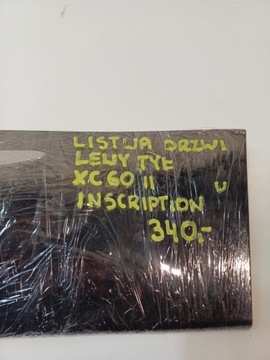 LISTWA DRZWI
LEWY TYŁ
XC60 II U
INSCRIPTION
340,-